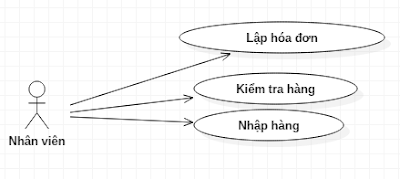 Lập hóa đơn
Kiểm tra hàng
Nhập hàng
Nhân viên